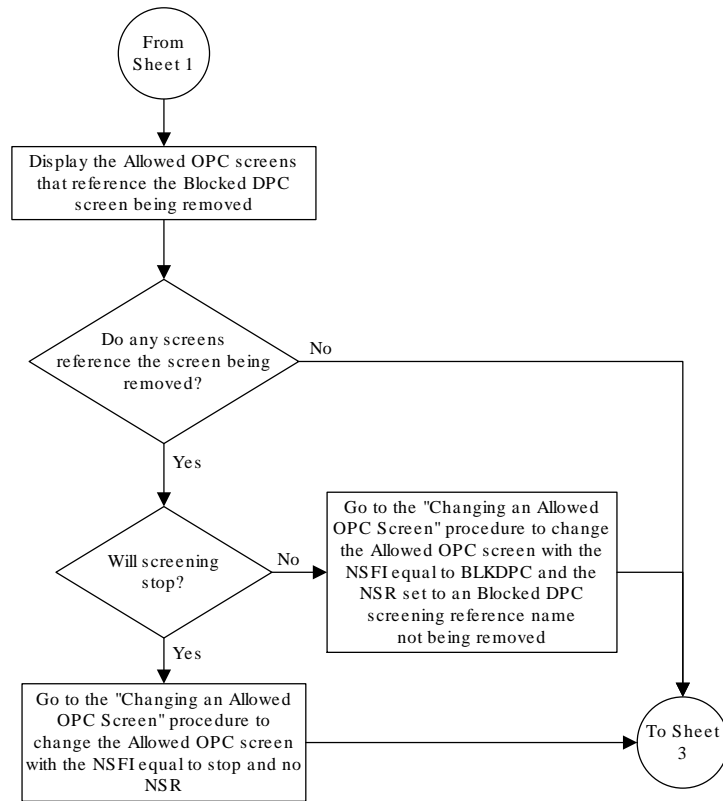 From
Sheet 1
Display the Allowed OPC screens
that reference the Blocked DPC
screen being removed
Do any screens
reference the screen being
removed?
No
Yes
Will screening
stop?
No
Go to the "Changing an Allowed
OPC Screen" procedure to change
the Allowed OPC screen with the
NSFI equal to BLKDPC and the
NSR set to an Blocked DPC
screening reference name
not being removed
Yes
Go to the "Changing an Allowed
OPC Screen" procedure to
change the Allowed OPC screen
with the NSFI equal to stop and no
NSR
To Sheet
3